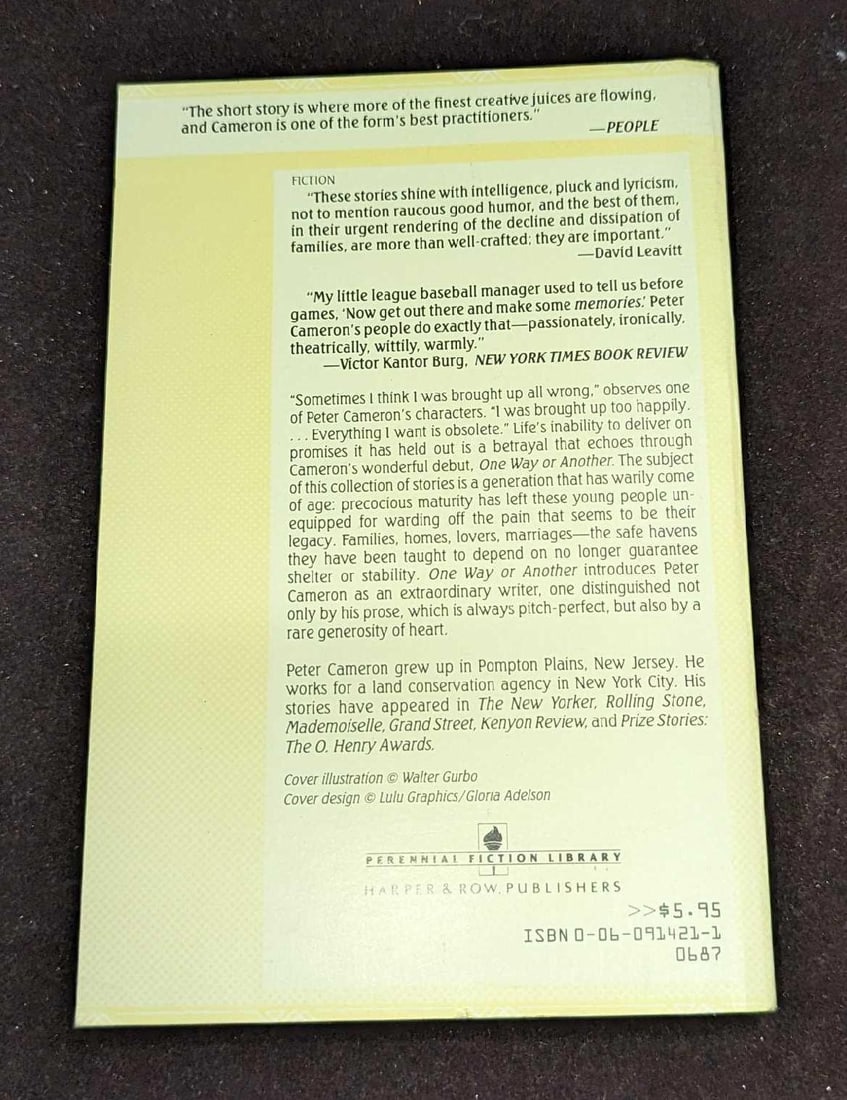 “The short story is where more of the finest creative juices are flowing,
and Cameron is one of the form’s best practitioners.”
—PEOPLE
FICTION
“These stories shine with intelligence, pluck and lyricism,
not to mention raucous good humor, and the best of them,
in their urgent rendering of the decline and dissipation of
families, are more than well-crafted; they are important.”
—David Leavitt
“My little league baseball manager used to tell us before
games, ‘Now get out there and make some memories.’ Peter
Cameron’s people do exactly that—passionately, ironically,
theatrically, wittily, warmly.”
—Victor Kantor Burg, NEW YORK TIMES BOOK REVIEW
“Sometimes I think I was brought up all wrong,” observes one
of Peter Cameron’s characters. “I was brought up too happily.
. . . Everything I want is obsolete.” Life’s inability to deliver on
promises it has held out is a betrayal that echoes through
Cameron’s wonderful debut, One Way or Another. The subject
of this collection of stories is a generation that has warily come
of age: precocious maturity has left these young people un-
equipped for warding off the pain that seems to be their
legacy. Families, homes, lovers, marriages—the safe havens
they have been taught to depend on no longer guarantee
shelter or stability. One Way or Another introduces Peter
Cameron as an extraordinary writer, one distinguished not
only by his prose, which is always pitch-perfect, but also by a
rare generosity of heart.
Peter Cameron grew up in Pompton Plains, New Jersey. He
works for a land conservation agency in New York City. His
stories have appeared in The New Yorker, Rolling Stone,
Mademoiselle, Grand Street, Kenyon Review, and Prize Stories:
The O. Henry Awards.
Cover illustration © Walter Gurbo
Cover design © Lulu Graphics/Gloria Adelson
PERENNIAL FICTION LIBRARY
HARPER & ROW, PUBLISHERS
>>$5.95
ISBN 0-06-091421-1
0687